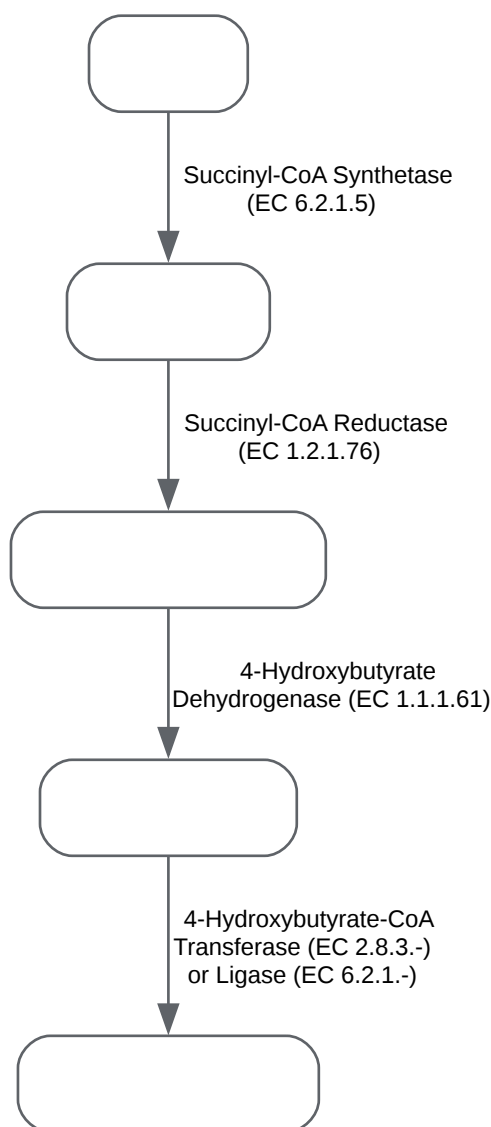 Succinyl-CoA Synthetase
(EC 6.2.1.5)
Succinyl-CoA Reductase
(EC 1.2.1.76)
4-Hydroxybutyrate
Dehydrogenase (EC 1.1.1.61)
4-Hydroxybutyrate-CoA
Transferase (EC 2.8.3.-)
or Ligase (EC 6.2.1.-)